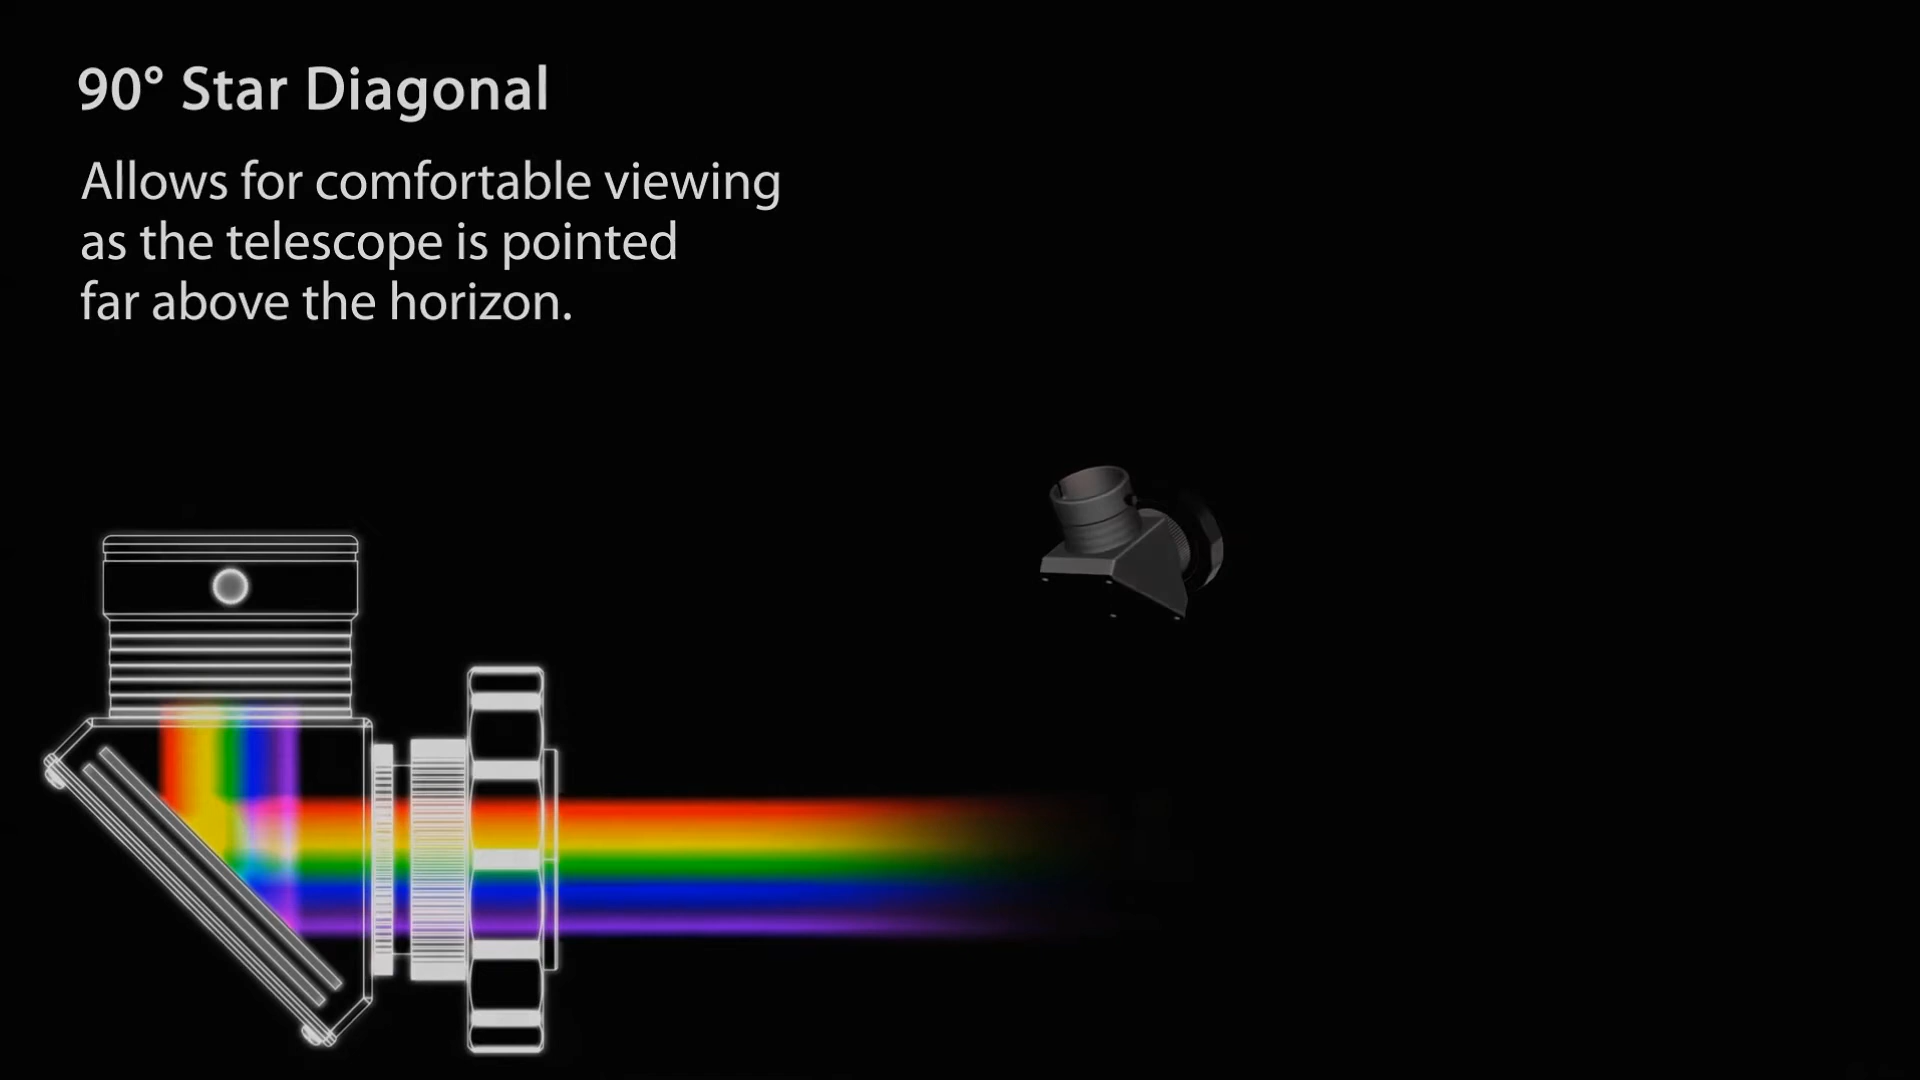 90° Star Diagonal
Allows for comfortable viewing
as the telescope is pointed
far above the horizon.